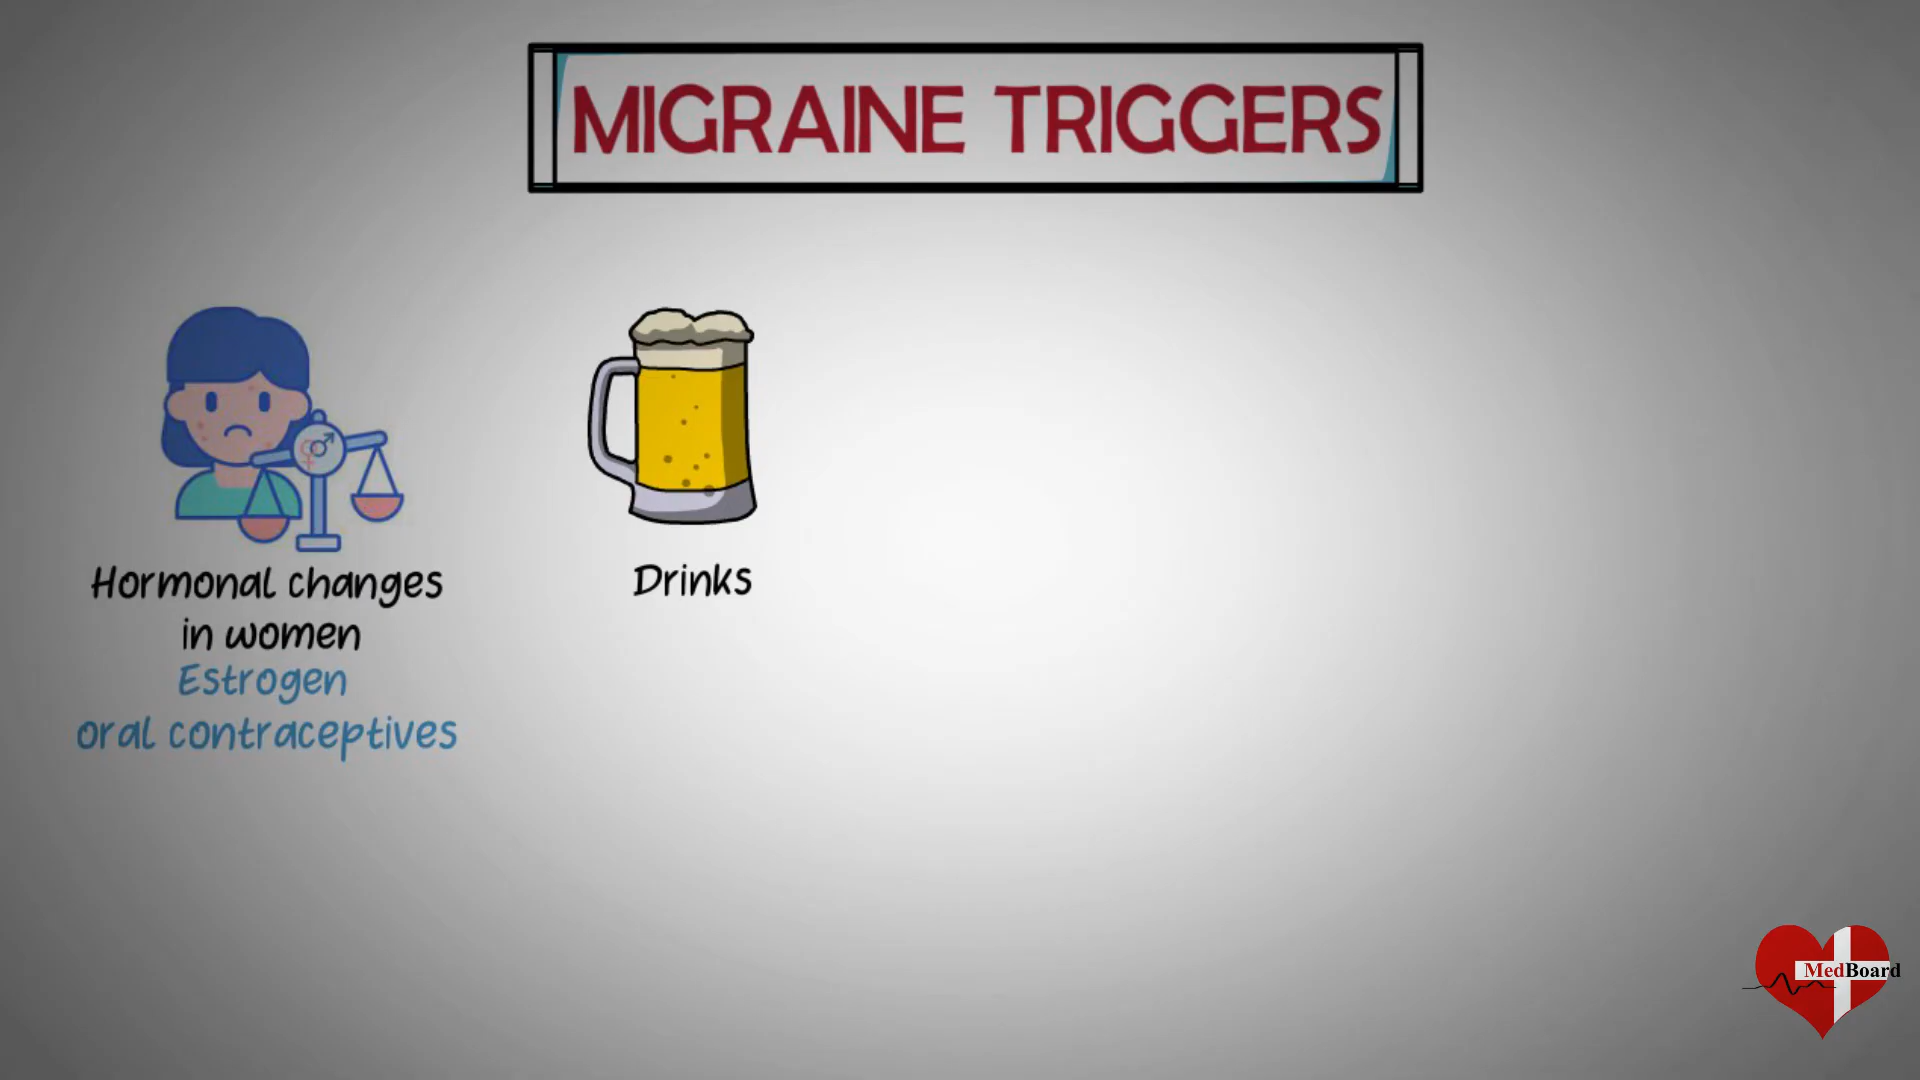 MIGRAINE TRIGGERS
Hormonal changes
in women
Estrogen
oral contraceptives
Drinks
MedBoard